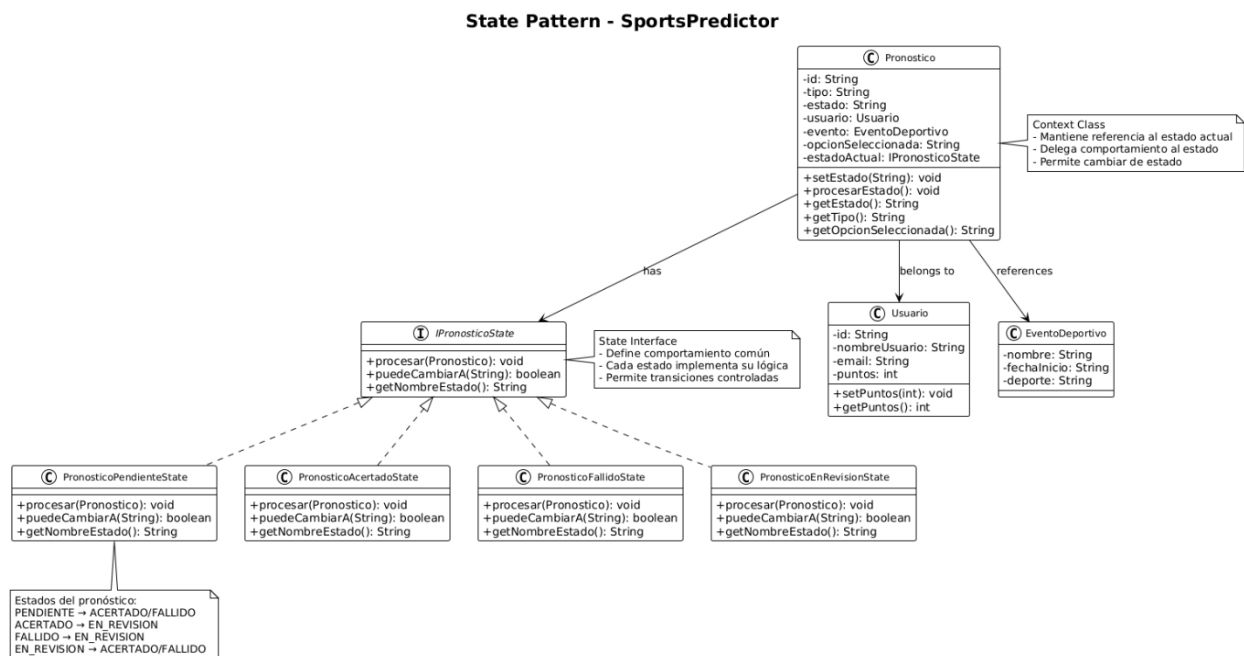 State Pattern - SportsPredictor
C Pronostico
-id: String
-tipo: String
-estado: String
-usuario: Usuario
-evento: EventoDeportivo
-opcionSeleccionada: String
-estadoActual: IPronosticoState
+setEstado(String): void
+procesarEstado(): void
+getEstado(): String
+getTipo(): String
+getOpcionSeleccionada(): String
Context Class
- Mantiene referencia al estado actual
- Delega comportamiento al estado
- Permite cambiar de estado
has
belongs to
references
I IPronosticoState
+procesar(Pronostico): void
+puedeCambiarA(String): boolean
+getNombreEstado(): String
State Interface
- Define comportamiento común
- Cada estado implementa su lógica
- Permite transiciones controladas
C Usuario
-id: String
-nombreUsuario: String
-email: String
-puntos: int
+setPuntos(int): void
+getPuntos(): int
C EventoDeportivo
-nombre: String
-fechaInicio: String
-deporte: String
C PronosticoPendienteState
+procesar(Pronostico): void
+puedeCambiarA(String): boolean
+getNombreEstado(): String
C PronosticoAcertadoState
+procesar(Pronostico): void
+puedeCambiarA(String): boolean
+getNombreEstado(): String
C PronosticoFallidoState
+procesar(Pronostico): void
+puedeCambiarA(String): boolean
+getNombreEstado(): String
C PronosticoEnRevisionState
+procesar(Pronostico): void
+puedeCambiarA(String): boolean
+getNombreEstado(): String
Estados del pronóstico:
PENDIENTE → ACERTADO/FALLIDO
ACERTADO → EN_REVISION
FALLIDO → EN_REVISION
EN_REVISION → ACERTADO/FALLIDO